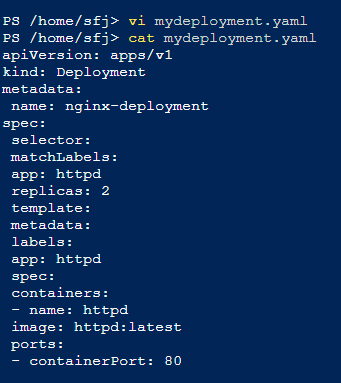 PS /home/sfj> vi mydeployment.yaml
PS /home/sfj> cat mydeployment.yaml
apiVersion: apps/v1
kind: Deployment
metadata:
 name: nginx-deployment
spec:
 selector:
 matchLabels:
 app: httpd
 replicas: 2
 template:
 metadata:
 labels:
 app: httpd
 spec:
 containers:
 - name: httpd
 image: httpd:latest
 ports:
 - containerPort: 80